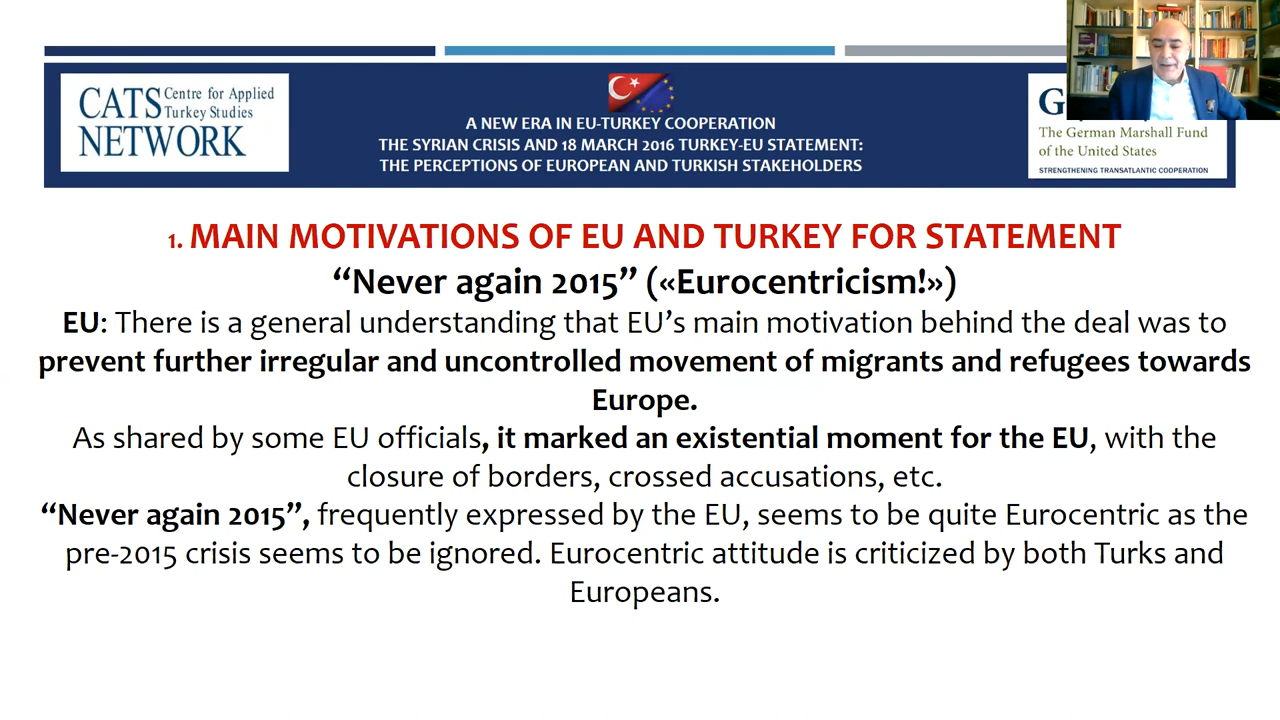 CATS Centre for Applied
Turkey Studies
NETWORK
A NEW ERA IN EU-TURKEY COOPERATION
THE SYRIAN CRISIS AND 18 MARCH 2016 TURKEY-EU STATEMENT:
THE PERCEPTIONS OF EUROPEAN AND TURKISH STAKEHOLDERS
G
The German Marshall Fund
of the United States
STRENGTHENING TRANSATLANTIC COOPERATION
1. MAIN MOTIVATIONS OF EU AND TURKEY FOR STATEMENT
“Never again 2015” («Eurocentricism!»)
EU: There is a general understanding that EU’s main motivation behind the deal was to
prevent further irregular and uncontrolled movement of migrants and refugees towards
Europe.
As shared by some EU officials, it marked an existential moment for the EU, with the
closure of borders, crossed accusations, etc.
“Never again 2015”, frequently expressed by the EU, seems to be quite Eurocentric as the
pre-2015 crisis seems to be ignored. Eurocentric attitude is criticized by both Turks and
Europeans.